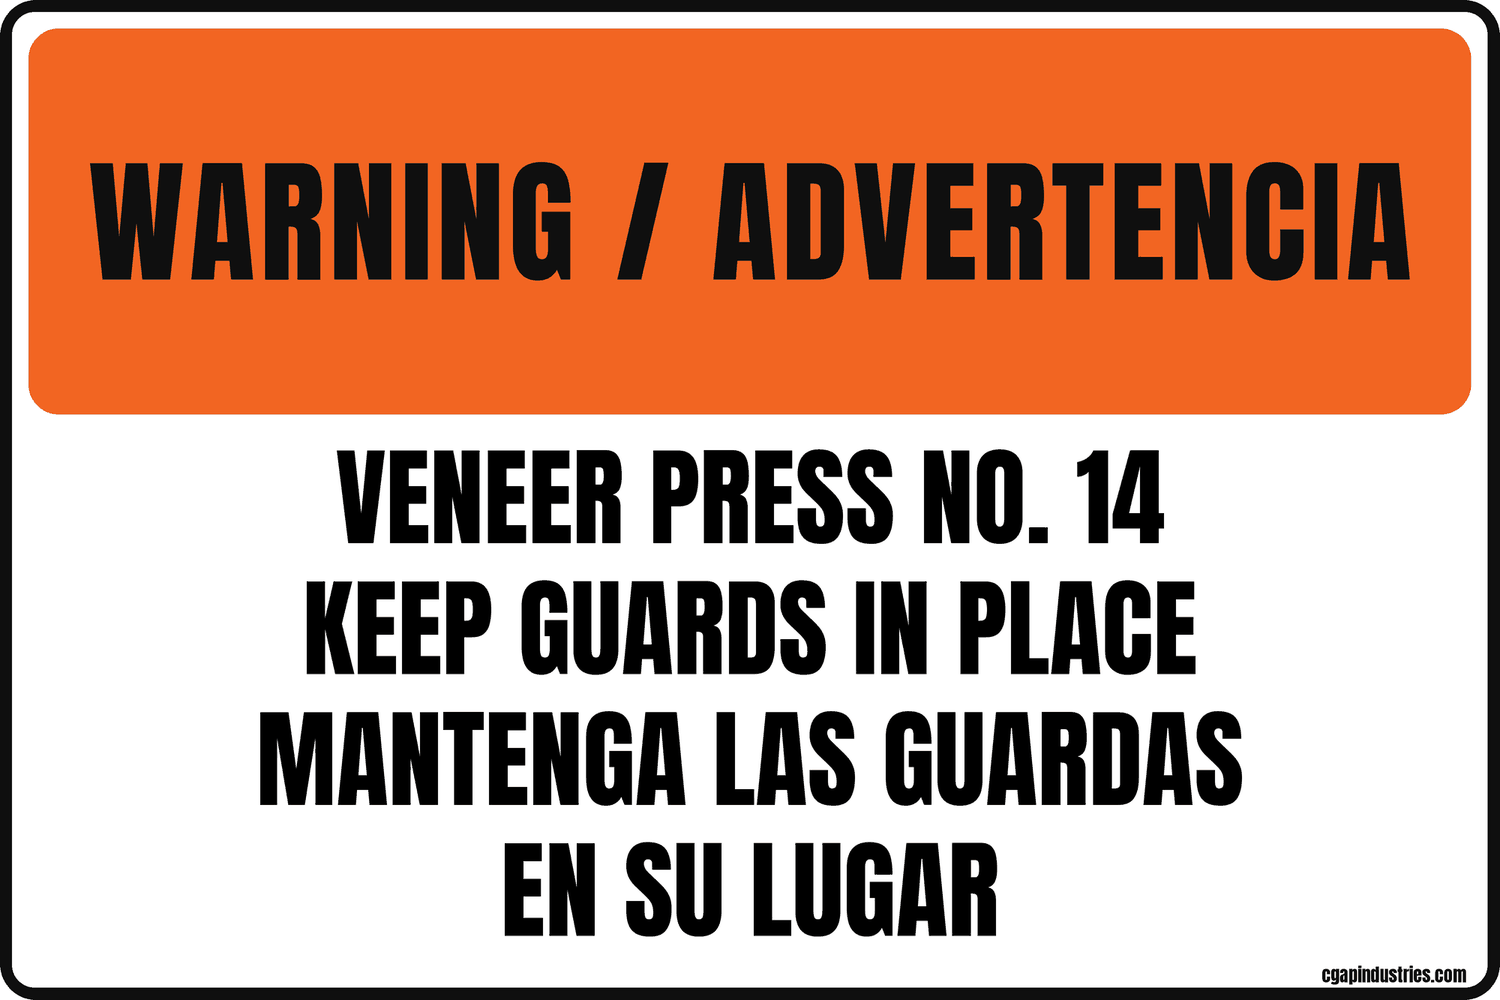 WARNING / ADVERTENCIA
VENEER PRESS NO. 14
KEEP GUARDS IN PLACE
MANTENGA LAS GUARDAS
EN SU LUGAR
cgapindustries.com